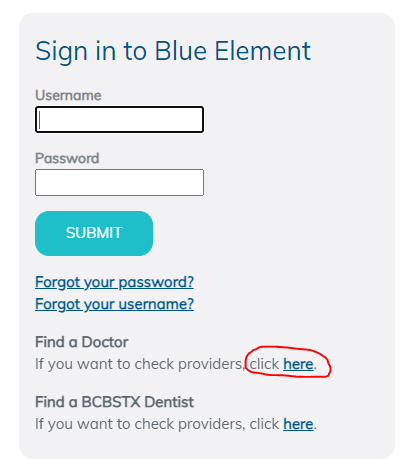 Sign in to Blue Element
Username
Password
SUBMIT
Forgot your password?
Forgot your username?
Find a Doctor
If you want to check providers, click here.
Find a BCBSTX Dentist
If you want to check providers, click here.